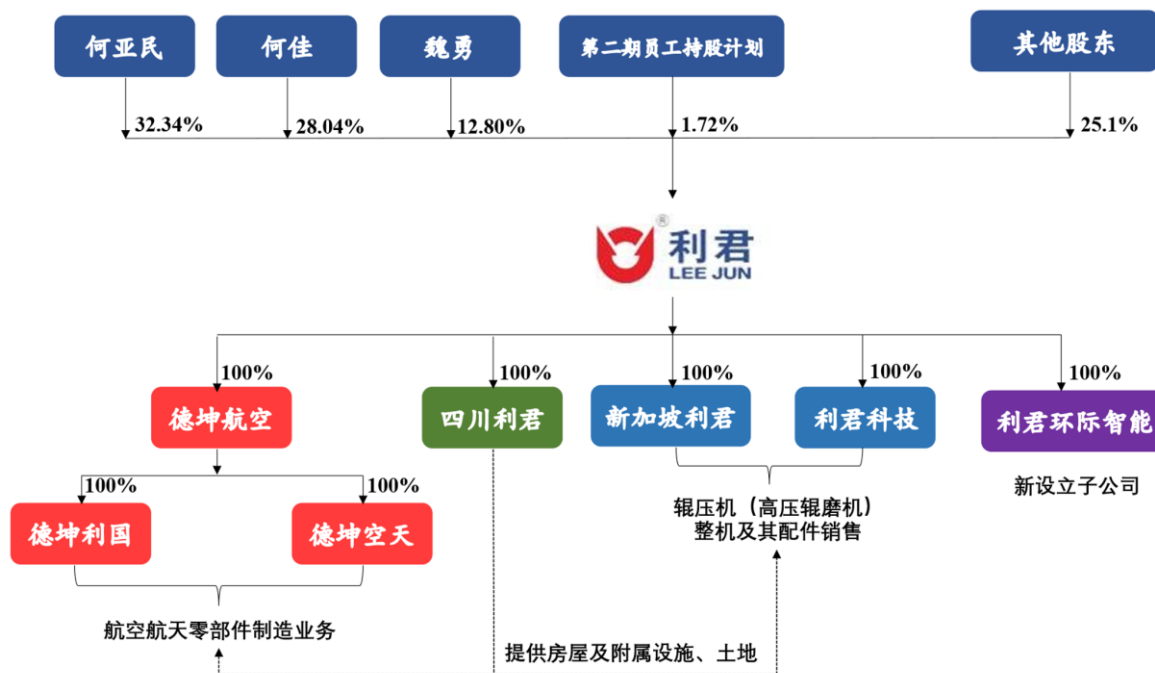 何亚民
何佳
魏勇
第二期员工持股计划
其他股东
32.34%
28.04%
12.80%
1.72%
25.1%
利君
®
LEE JUN
100%
100%
100%
100%
100%
德坤航空
四川利君
新加坡利君
利君科技
利君环际智能
100%
100%
新设立子公司
德坤利国
德坤空天
辊压机（高压辊磨机）
整机及其配件销售
航空航天零部件制造业务
提供房屋及附属设施、土地